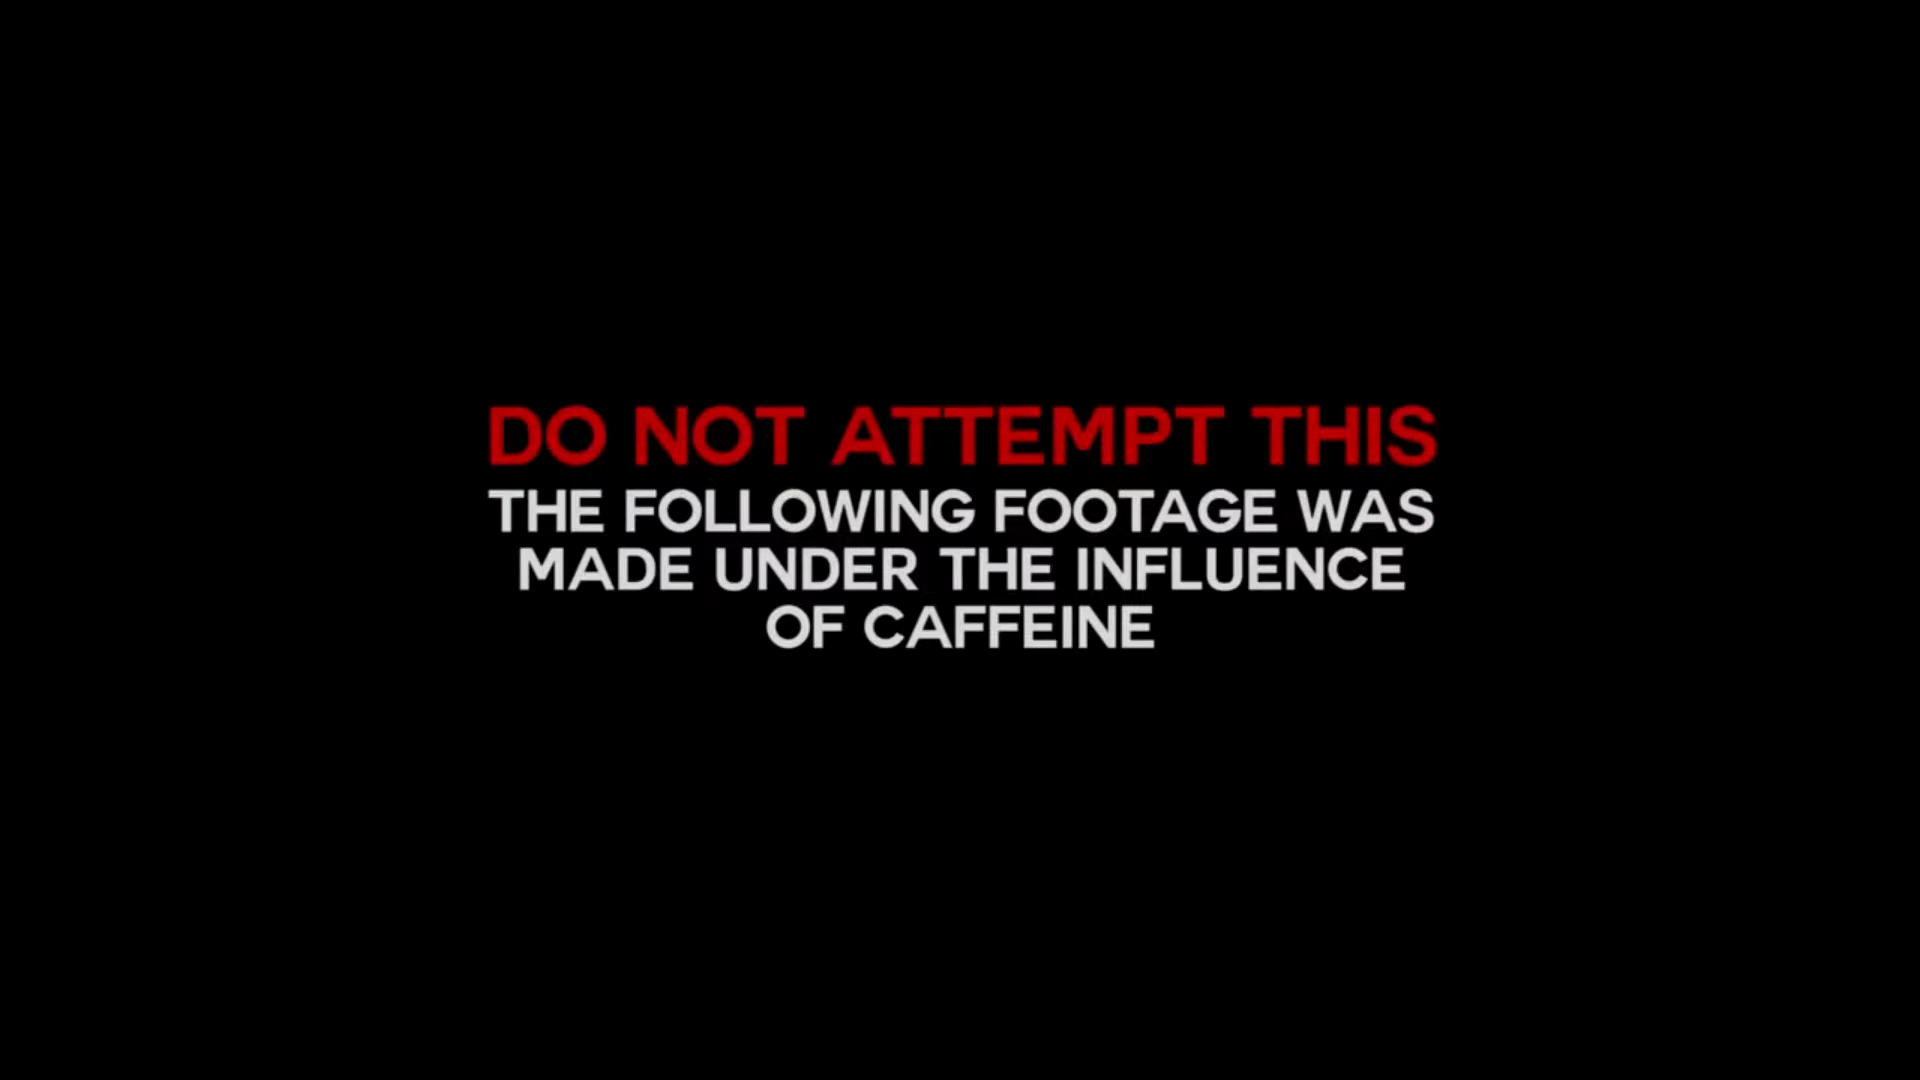 DO NOT ATTEMPT THIS
THE FOLLOWING FOOTAGE WAS
MADE UNDER THE INFLUENCE
OF CAFFEINE